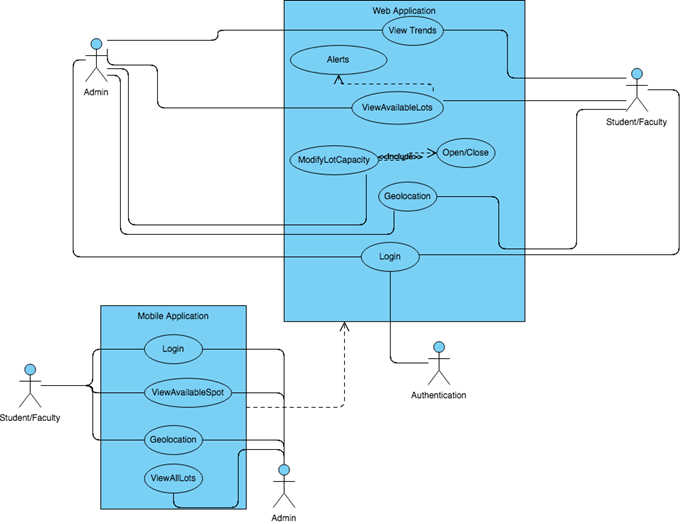 Web Application
View Trends
Alerts
Admin
ViewAvailableLots
Student/Faculty
ModifyLotCapacity
<<Include>>
Open/Close
Geolocation
Login
Mobile Application
Login
Student/Faculty
ViewAvailableSpot
Authentication
Geolocation
ViewAllLots
Admin